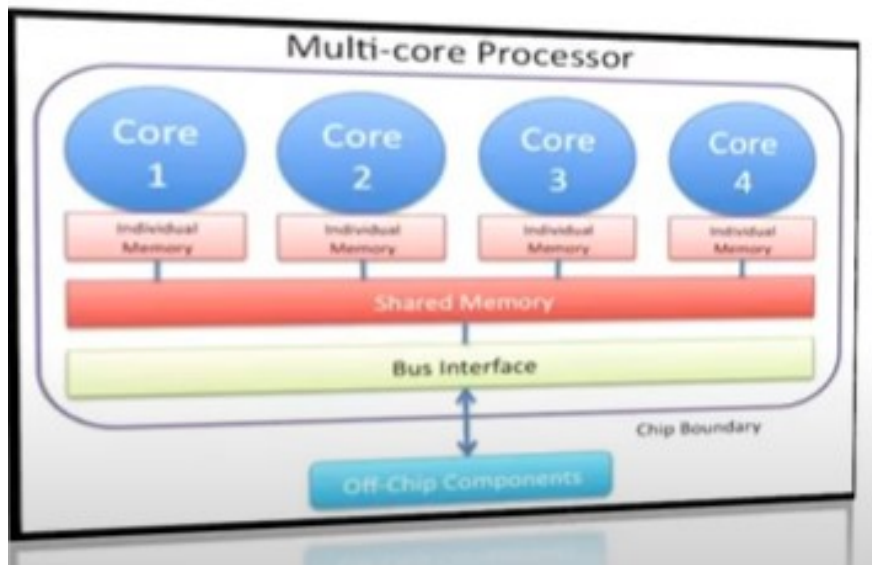 Multi-core Processor
Core
1
Core
2
Core
3
Core
4
Individual
Memory
Individual
Memory
Individual
Memory
Individual
Memory
Shared Memory
Bus Interface
Chip Boundary
Off-Chip Components